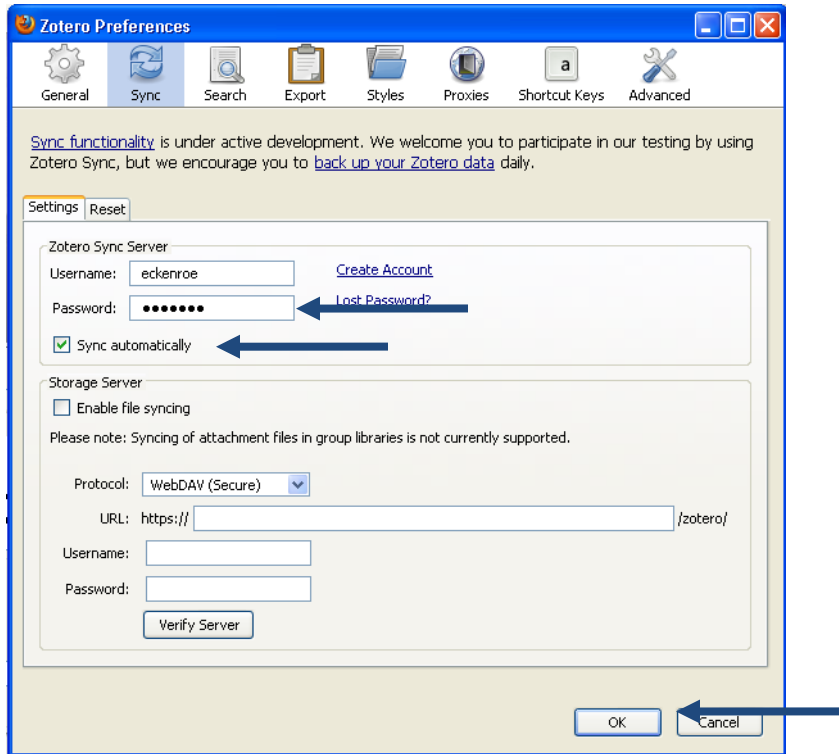 Zotero Preferences
General Sync Search Export Styles Proxies Shortcut Keys Advanced
Sync functionality is under active development. We welcome you to participate in our testing by using
Zotero Sync, but we encourage you to back up your Zotero data daily.
Settings Reset
Zotero Sync Server
Username: eckenroe Create Account
Password: ••••••• Lost Password?
Sync automatically
Storage Server
Enable file syncing
Please note: Syncing of attachment files in group libraries is not currently supported.
Protocol: WebDAV (Secure)
URL: https:// /zotero/
Username:
Password:
Verify Server
OK Cancel
a